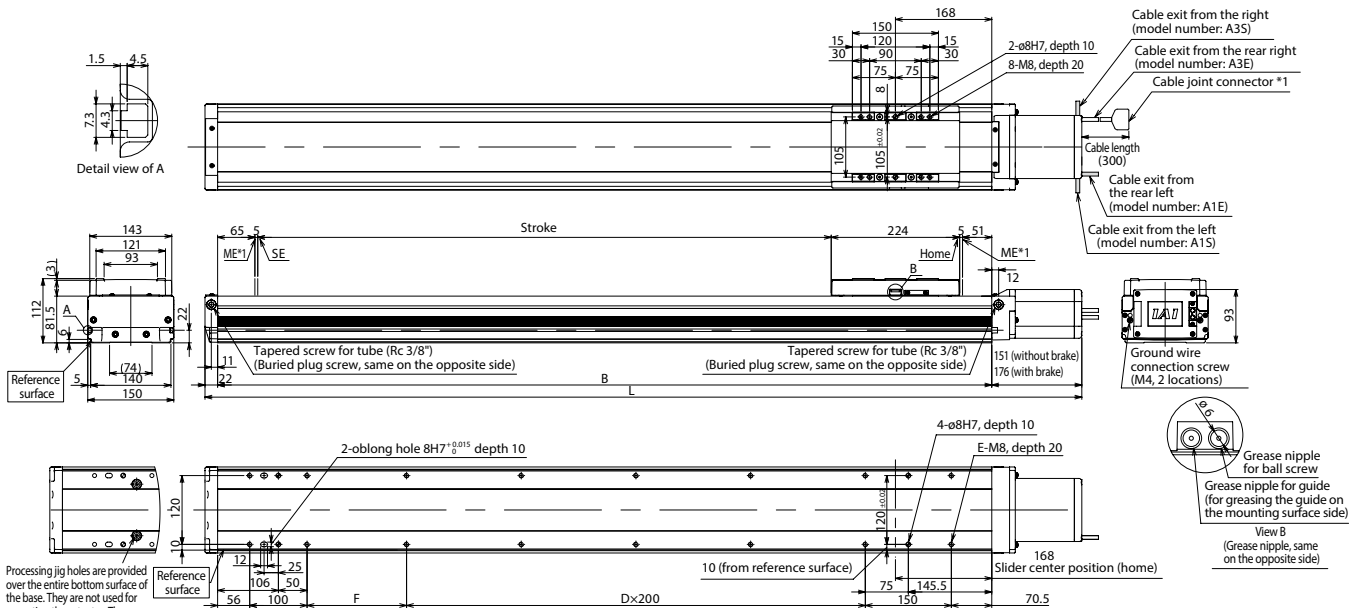 168
150
15
120
15
30
90
30
75
75
8
2-ø8H7, depth 10
8-M8, depth 20
Cable exit from the right
(model number: A3S)
Cable exit from the rear right
(model number: A3E)
Cable joint connector *1
1.5
4.5
7.3
4.3
Detail view of A
105
105 ±0.02
Cable length
(300)
Cable exit from
the rear left
(model number: A1E)
Cable exit from the left
(model number: A1S)
143
121
93
(3)
112
81.5
6
A
22
(74)
5
140
150
Reference
surface
65
5
Stroke
224
5
51
ME*1
SE
Home
ME*1
B
12
Tapered screw for tube (Rc 3/8")
(Buried plug screw, same on the opposite side)
Tapered screw for tube (Rc 3/8")
(Buried plug screw, same on the opposite side)
11
22
B
L
151 (without brake)
176 (with brake)
IAI
93
Ground wire
connection screw
(M4, 2 locations)
ø 6
Grease nipple
for ball screw
Grease nipple for guide
(for greasing the guide on
the mounting surface side)
View B
(Grease nipple, same
on the opposite side)
2-oblong hole 8H7 +0.015 0 depth 10
4-ø8H7, depth 10
E-M8, depth 20
120
10
120 ±0.02
12
25
106
50
56
100
F
D×200
10 (from reference surface)
168
Slider center position (home)
75
145.5
150
70.5
Reference
surface
Processing jig holes are provided
over the entire bottom surface of
the base. They are not used for